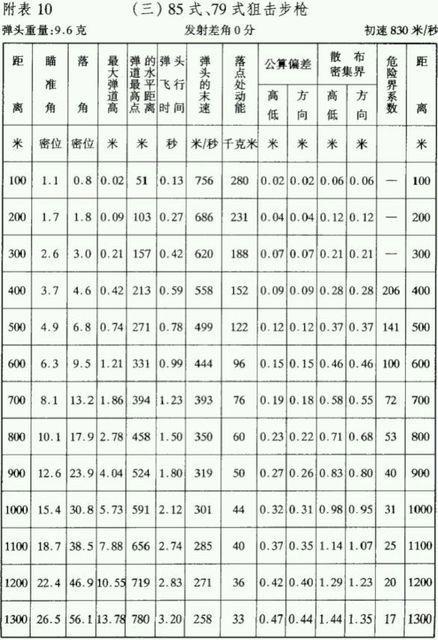 附表 10 (三) 85 式、79 式狙击步枪
弹头重量:9.6 克 发射差角 0 分 初速 830 米/秒
距离 瞄准角 落角 最大弹道高 弹道最高点的水平距离 弹头飞行时间 弹头的末速 落点处动能 公算偏差 散布密集界 危险界系数 距离
高低 方向 高低 方向
米 密位 密位 米 米 秒 米/秒 千克米 米 米 米
100 1.1 0.8 0.02 51 0.13 756 280 0.02 0.02 0.06 0.06 — 100
200 1.7 1.8 0.09 103 0.27 686 231 0.04 0.04 0.12 0.12 — 200
300 2.6 3.0 0.21 157 0.42 620 188 0.07 0.07 0.21 0.21 — 300
400 3.7 4.6 0.42 213 0.59 558 152 0.09 0.09 0.28 0.28 206 400
500 4.9 6.8 0.74 271 0.78 499 122 0.12 0.12 0.37 0.37 141 500
600 6.3 9.5 1.21 331 0.99 444 96 0.15 0.15 0.46 0.46 100 600
700 8.1 13.2 1.86 394 1.23 393 76 0.19 0.18 0.58 0.55 72 700
800 10.1 17.9 2.78 458 1.50 350 60 0.23 0.22 0.71 0.68 53 800
900 12.6 23.9 4.04 524 1.80 319 50 0.27 0.26 0.83 0.80 40 900
1000 15.4 30.8 5.73 591 2.12 301 44 0.32 0.31 0.98 0.95 31 1000
1100 18.7 38.5 7.88 656 2.74 285 40 0.37 0.35 1.14 1.07 25 1100
1200 22.4 46.9 10.55 719 2.83 271 36 0.42 0.40 1.29 1.23 20 1200
1300 26.5 56.1 13.78 780 3.20 258 33 0.47 0.44 1.44 1.35 17 1300